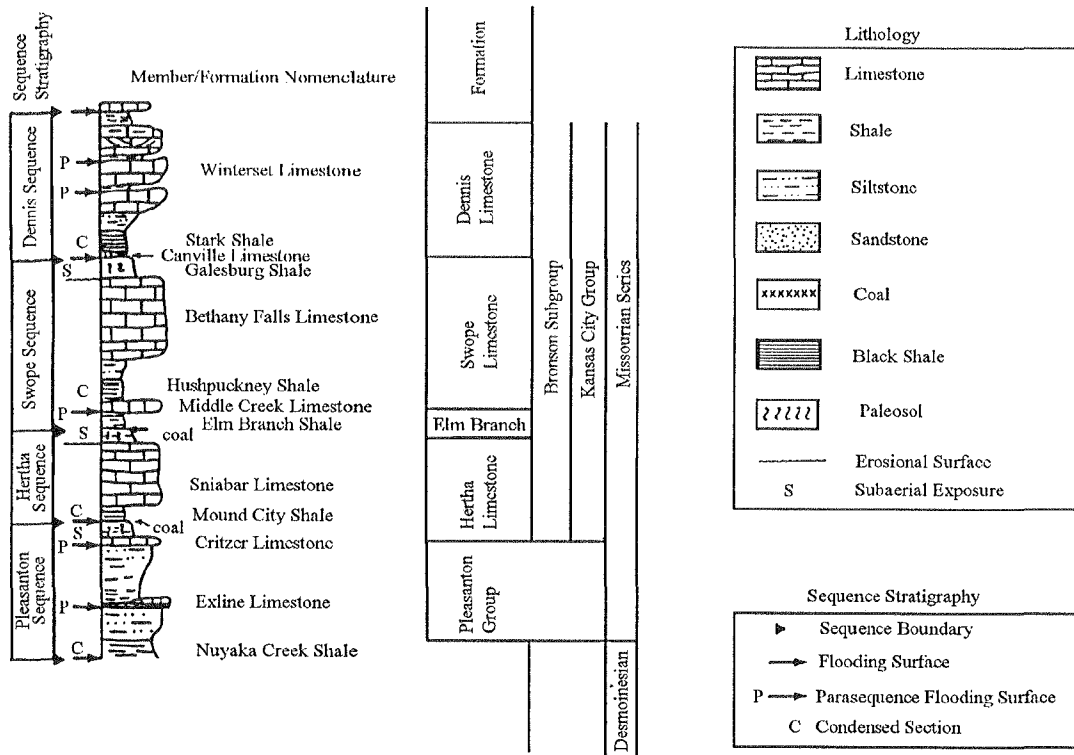 Sequence
Stratigraphy
Member/Formation Nomenclature
Formation
Dennis Sequence
Swope Sequence
Hertha
Sequence
Pleasanton
Sequence
P
P
C
S
C
P
S
C
S
P
P
C
Winterset Limestone
Stark Shale
Canville Limestone
Galesburg Shale
Bethany Falls Limestone
Hushpuckney Shale
Middle Creek Limestone
Elm Branch Shale
coal
Sniabar Limestone
Mound City Shale
coal
Critzer Limestone
Exline Limestone
Nuyaka Creek Shale
Dennis
Limestone
Swope
Limestone
Elm Branch
Hertha
Limestone
Pleasanton
Group
Bronson Subgroup
Kansas City Group
Missourian Series
Desmoinesian
Lithology
Limestone
Shale
Siltstone
Sandstone
Coal
Black Shale
Paleosol
Erosional Surface
S Subaerial Exposure
Sequence Stratigraphy
Sequence Boundary
Flooding Surface
P Parasequence Flooding Surface
C Condensed Section